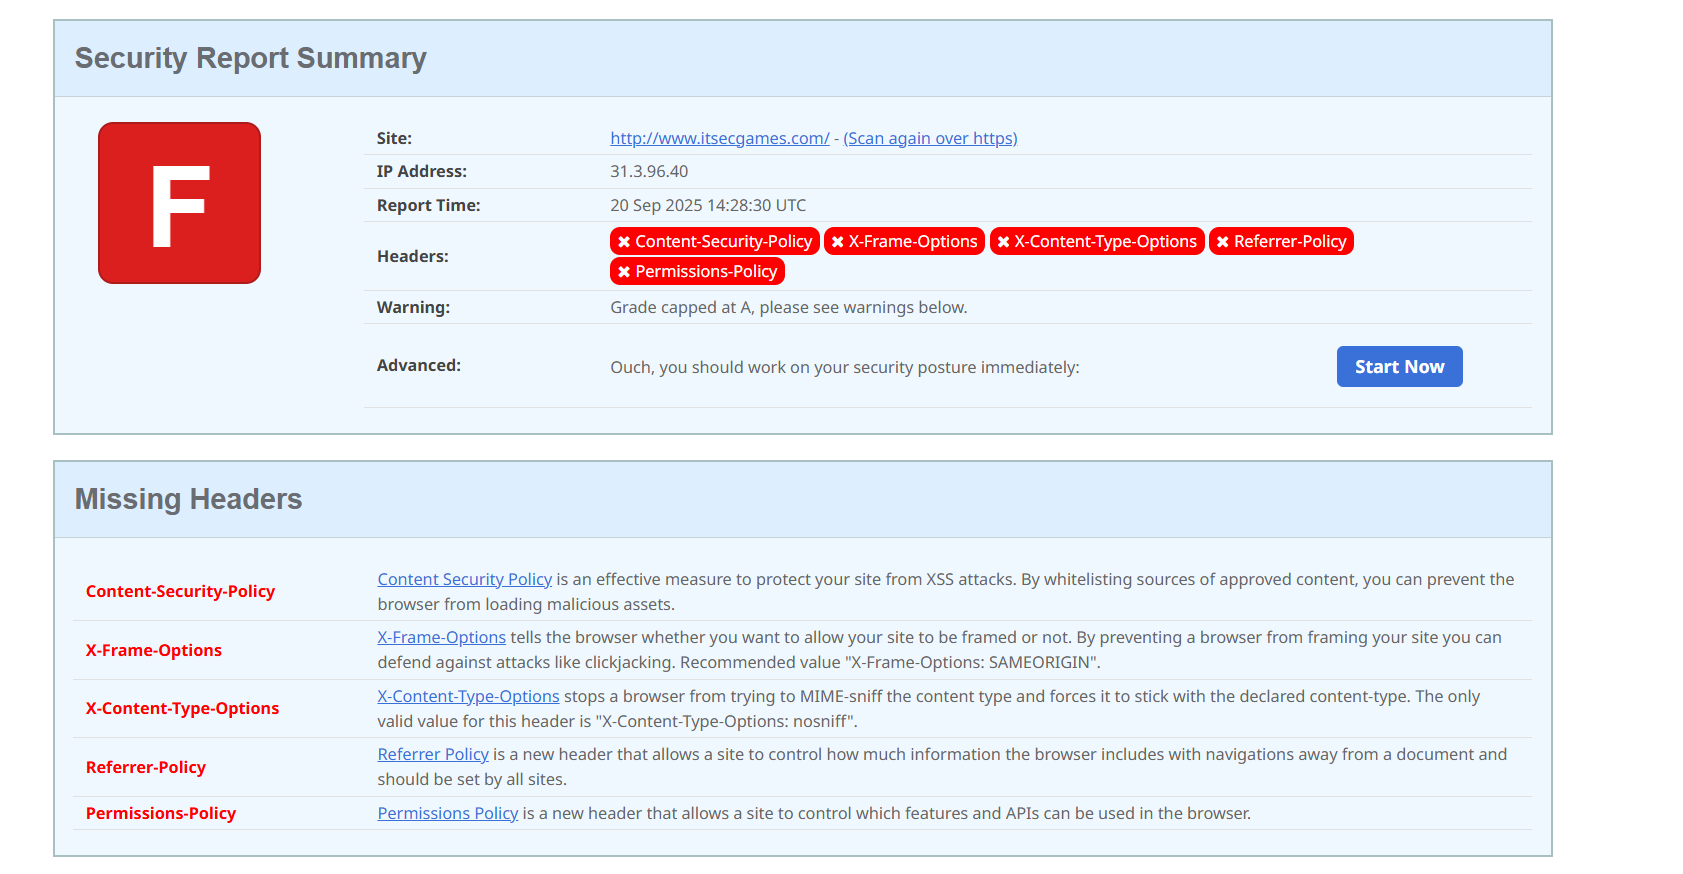 Security Report Summary
F
Site: http://www.itsecgames.com/ - (Scan again over https)
IP Address: 31.3.96.40
Report Time: 20 Sep 2025 14:28:30 UTC
Headers: ✖ Content-Security-Policy ✖ X-Frame-Options ✖ X-Content-Type-Options ✖ Referrer-Policy
✖ Permissions-Policy
Warning: Grade capped at A, please see warnings below.
Advanced: Ouch, you should work on your security posture immediately: Start Now
Missing Headers
Content-Security-Policy Content Security Policy is an effective measure to protect your site from XSS attacks. By whitelisting sources of approved content, you can prevent the
browser from loading malicious assets.
X-Frame-Options X-Frame-Options tells the browser whether you want to allow your site to be framed or not. By preventing a browser from framing your site you can
defend against attacks like clickjacking. Recommended value "X-Frame-Options: SAMEORIGIN".
X-Content-Type-Options X-Content-Type-Options stops a browser from trying to MIME-sniff the content type and forces it to stick with the declared content-type. The only
valid value for this header is "X-Content-Type-Options: nosniff".
Referrer-Policy Referrer Policy is a new header that allows a site to control how much information the browser includes with navigations away from a document and
should be set by all sites.
Permissions-Policy Permissions Policy is a new header that allows a site to control which features and APIs can be used in the browser.